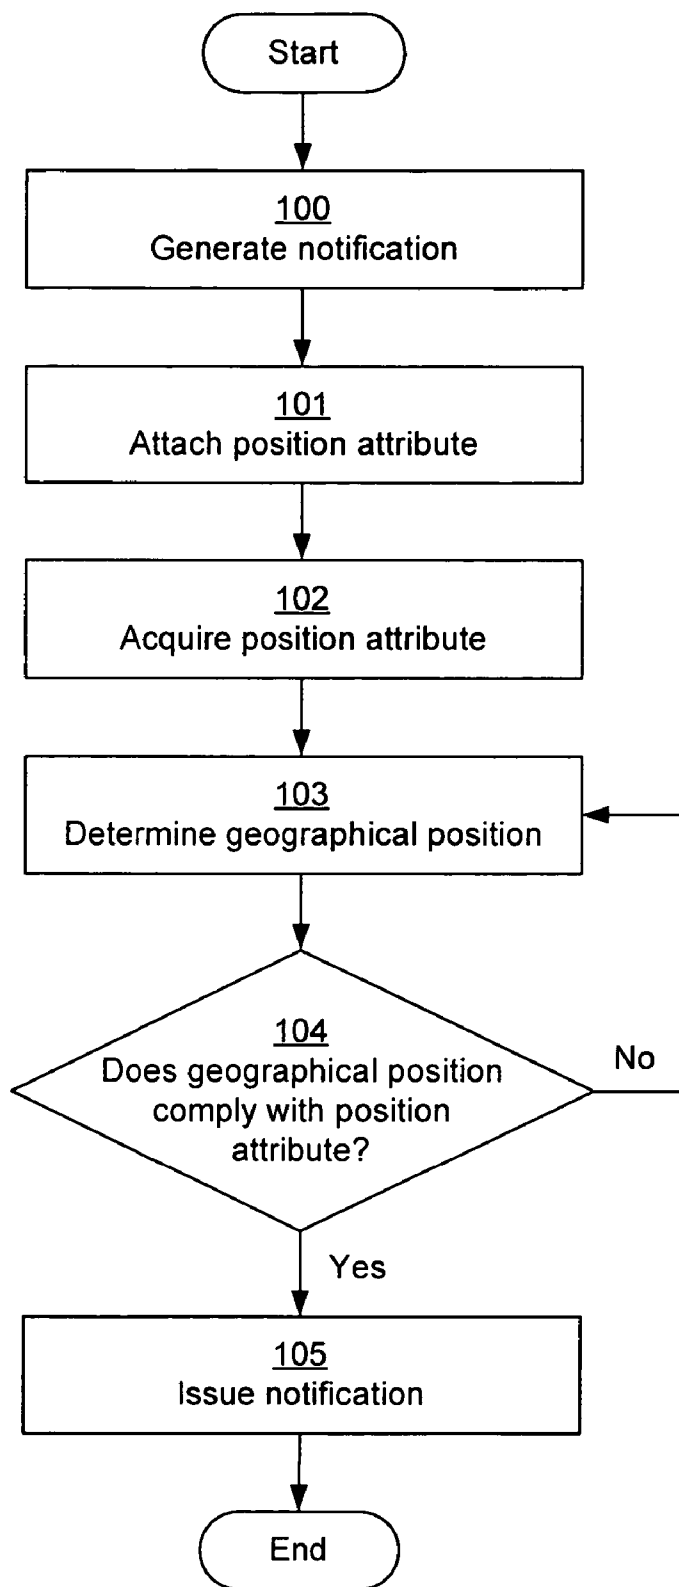 Start
100
Generate notification
101
Attach position attribute
102
Acquire position attribute
103
Determine geographical position
104
Does geographical position
comply with position
attribute?
No
Yes
105
Issue notification
End